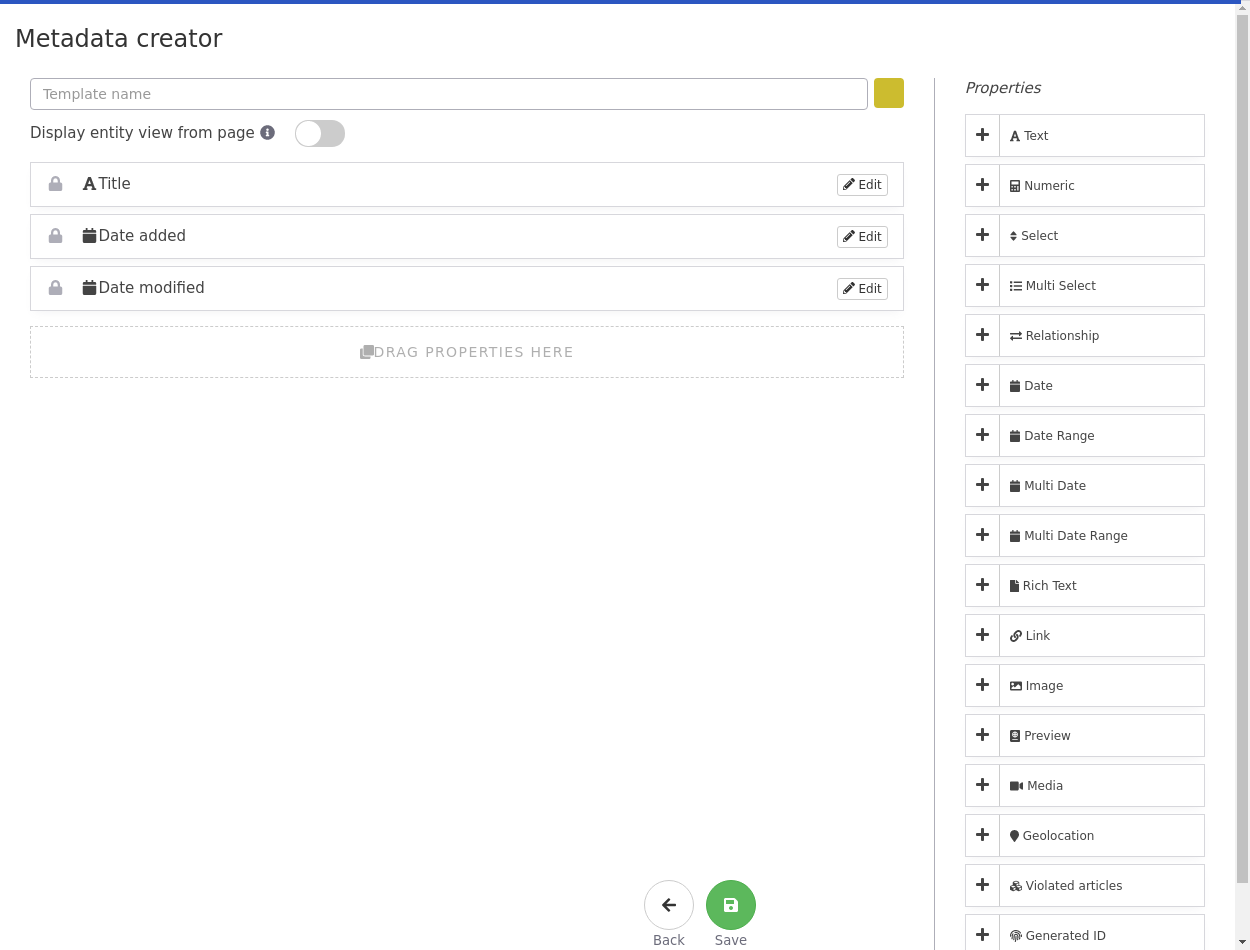 Metadata creator
Template name
Display entity view from page
Title
Edit
Date added
Edit
Date modified
Edit
DRAG PROPERTIES HERE
Back
Save
Properties
Text
Numeric
Select
Multi Select
Relationship
Date
Date Range
Multi Date
Multi Date Range
Rich Text
Link
Image
Preview
Media
Geolocation
Violated articles
Generated ID